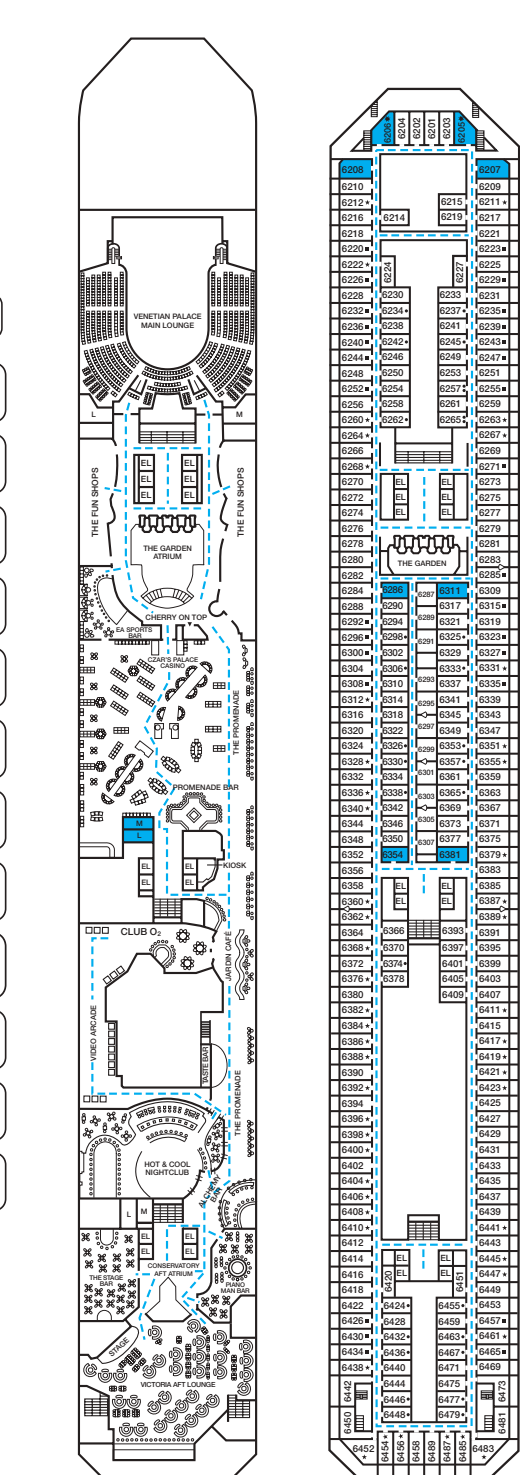 VENETIAN PALACE
MAIN LOUNGE
L
M
EL EL
EL EL
EL EL
THE FUN SHOPS
THE FUN SHOPS
THE GARDEN
ATRIUM
CHERRY ON TOP
EA SPORTS
BAR
CZAR'S PALACE
CASINO
THE PROMENADE
PROMENADE BAR
M
L
EL EL
EL EL
KIOSK
CLUB O2
JARDIN CAFÉ
VIDEO ARCADE
TASTE BAR
THE PROMENADE
HOT & COOL
NIGHTCLUB
ALCHEMY
BAR
L M
EL EL
EL EL
CONSERVATORY
AFT ATRIUM
THE STAGE
BAR
PIANO
MAN BAR
STAGE
VICTORIA AFT LOUNGE
6206★ 6204 6202 6201 6203 6205★
6208 6207
6210 6209
6212★ 6215 6211★
6216 6214 6219 6217
6218 6221
6220■ 6223■
6222★ 6224 6227 6225
6226■ 6229■
6228 6230 6233 6231
6232■ 6234• 6237• 6235■
6236■ 6238 6241 6239■
6240★ 6242• 6245• 6243■
6244■ 6246 6249 6247■
6248 6250 6253 6251
6252■ 6254 6257 6255■
6256 6258 6261 6259
6260★ 6262• 6265 6263★
6264★ 6267★
6266 6269
6268★ 6271■
6270 EL EL 6273
6272 EL EL 6275
6274 EL EL 6277
6276 6279
6278 6281
6280 THE GARDEN 6283
6282 6285■
6284 6286 6287 6311 6309
6288 6290 6317 6315■
6292★ 6294 6289 6321 6319
6296■ 6298• 6291 6325• 6323■
6300■ 6302 6329 6327■
6304 6306• 6333• 6331★
6308■ 6310 6293 6337 6335■
6312★ 6314 6295 6341 6339
6316 6318 6345 6343
6320 6322 6297 6349 6347
6324 6326• 6299 6353• 6351★
6328★ 6330• 6357• 6355★
6332 6334 6301 6361 6359
6336★ 6338• 6303 6365• 6363
6340★ 6342 6369 6367
6344 6346 6305 6373 6371
6348 6350 6307 6377 6375
6352 6354 6381 6379★
6356 6383
6358 EL EL 6385
6360★ EL EL 6387★
6362★ 6389★
6364 6366 6393 6391
6368★ 6370 6397 6395
6372 6374• 6401 6399
6376★ 6378 6405 6403
6380 6409 6407
6382★ 6411★
6384★ 6415
6386★ 6417★
6388★ 6419★
6390 6421★
6392★ 6423★
6394 6425
6396★ 6427
6398★ 6429
6400★ 6431
6402 6433
6404★ 6435
6406★ 6437
6408★ 6439
6410★ 6441★
6412 6443
6414 EL EL 6445★
6416 6420 EL EL 6451 6447★
6418 6449
6422 6424• 6455• 6453
6426■ 6428 6459 6457■
6430■ 6432• 6463• 6461★
6434■ 6436• 6467• 6465■
6438★ 6440 6471 6469
6442 6444 6475 6473
6446• 6477•
6450 6448• 6479• 6481
6452★ 6454★ 6456★ 6458 6489 6487 6485★ 6483★